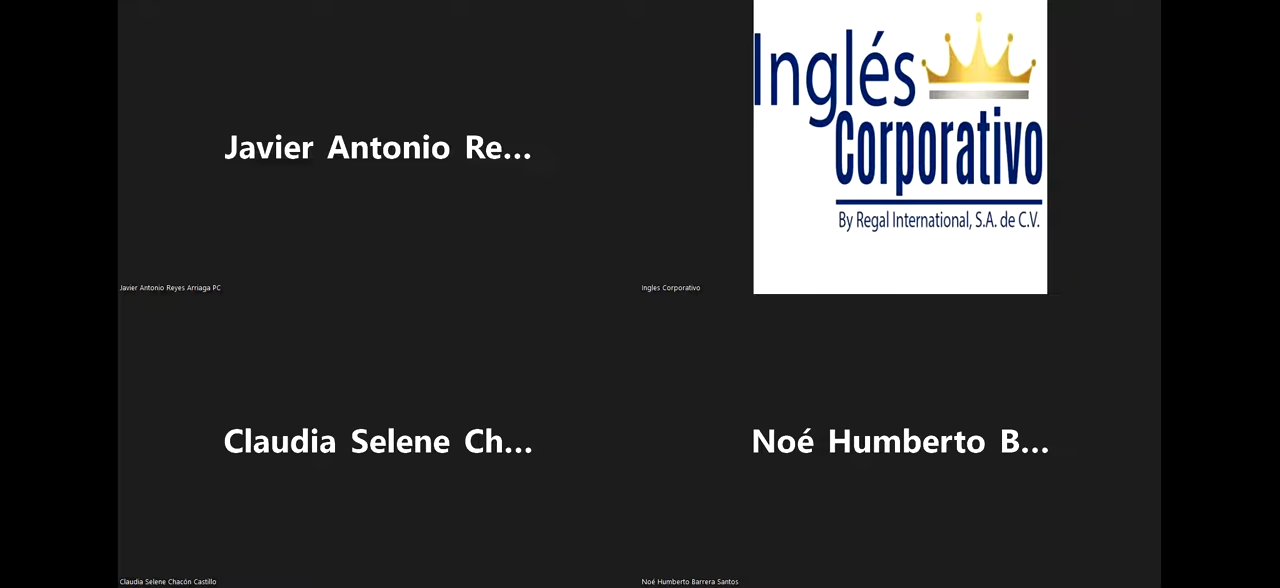 Javier Antonio Re...
Javier Antonio Reyes Arriaga PC
Inglés
Corporativo
By Regal International, S.A. de C.V.
Ingles Corporativo
Claudia Selene Ch...
Claudia Selene Chacón Castillo
Noé Humberto B...
Noé Humberto Barrera Santos